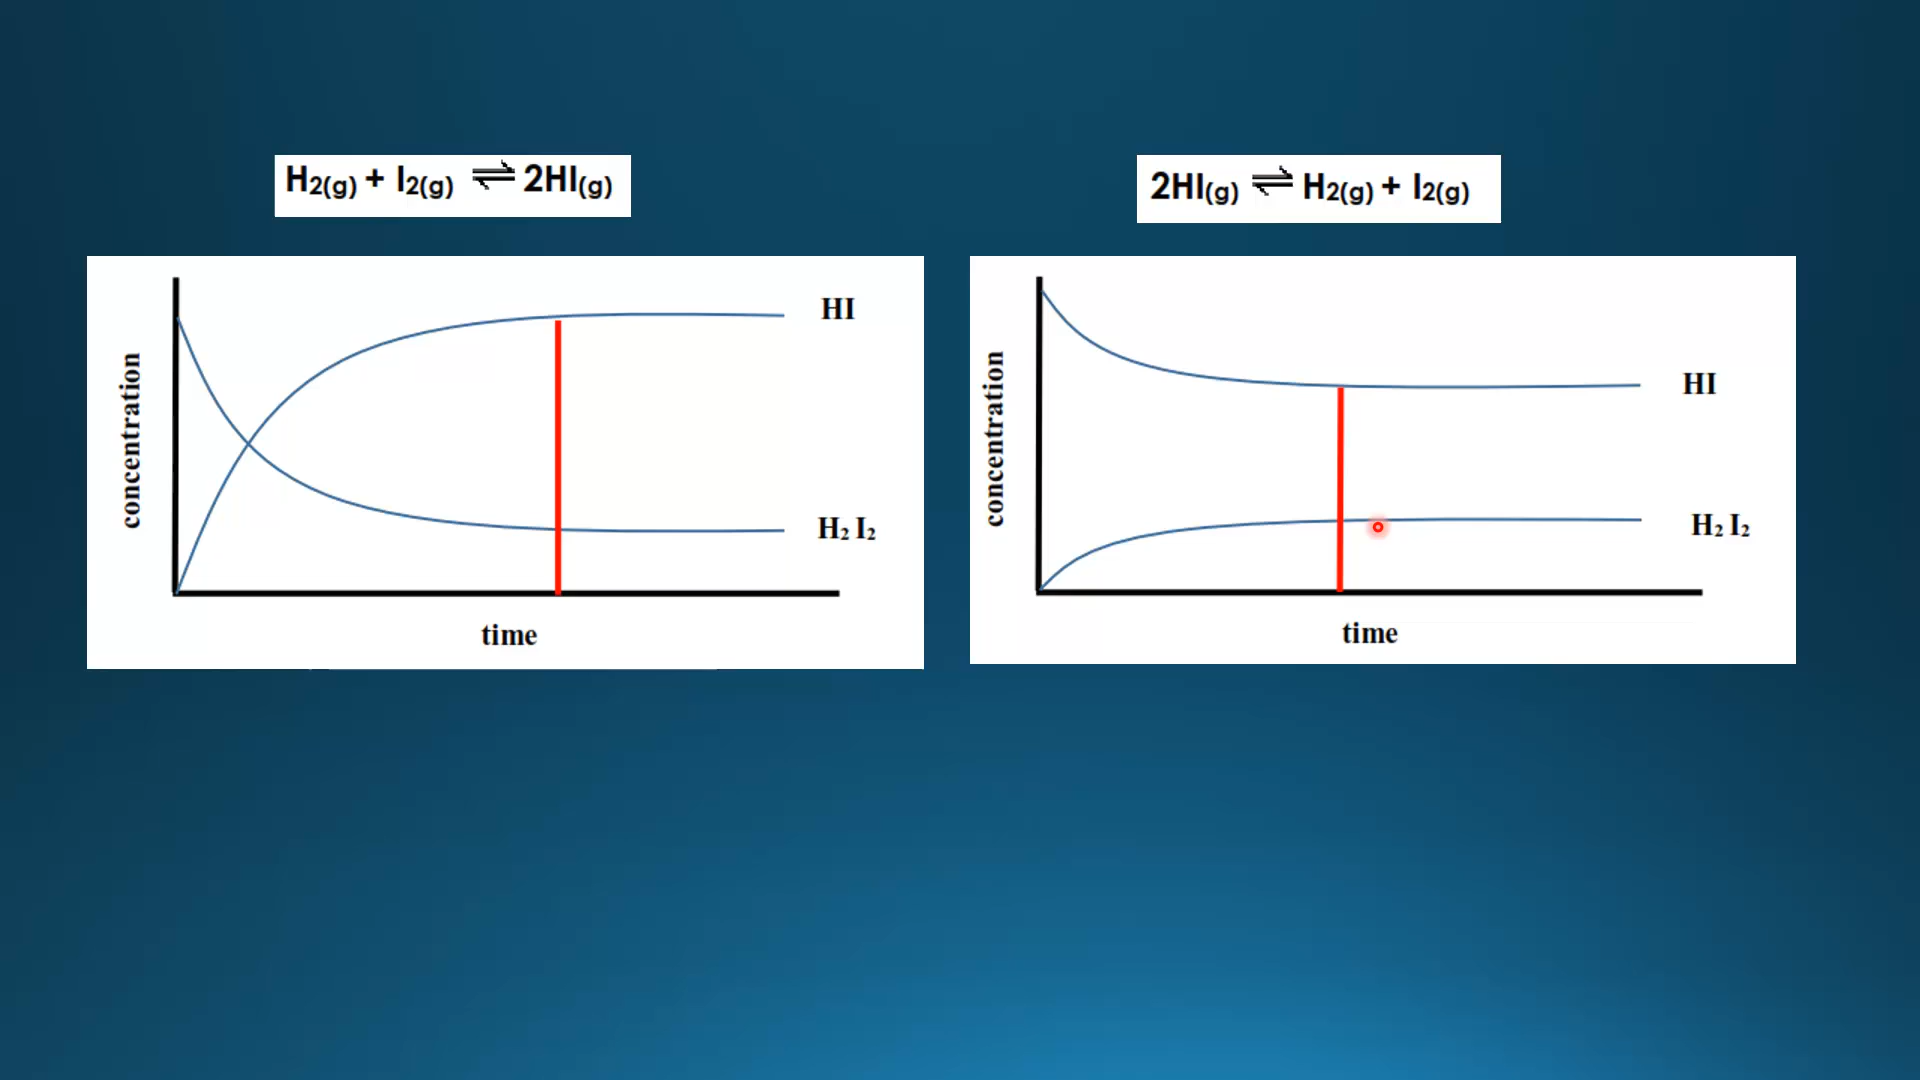 H₂(g) + I₂(g) ⇌ 2HI(g)
2HI(g) ⇌ H₂(g) + I₂(g)
concentration
HI
H₂ I₂
time
concentration
HI
H₂ I₂
time